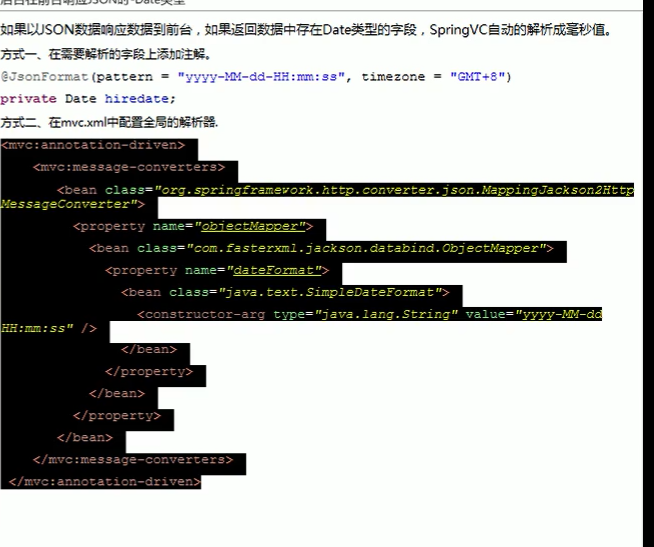 后台在前台响应JSON的-Date类型
如果以JSON数据响应数据到前台，如果返回数据中存在Date类型的字段，SpringVC自动的解析成毫秒值。
方式一、在需要解析的字段上添加注解。
@JsonFormat(pattern = "yyyy-MM-dd-HH:mm:ss", timezone = "GMT+8")
private Date hiredate;
方式二、在mvc.xml中配置全局的解析器.
<mvc:annotation-driven>
<mvc:message-converters>
<bean class="org.springframework.http.converter.json.MappingJackson2Http
MessageConverter">
<property name="objectMapper">
<bean class="com.fasterxml.jackson.databind.ObjectMapper">
<property name="dateFormat">
<bean class="java.text.SimpleDateFormat">
<constructor-arg type="java.lang.String" value="yyyy-MM-dd
HH:mm:ss" />
</bean>
</property>
</bean>
</property>
</bean>
</mvc:message-converters>
</mvc:annotation-driven>